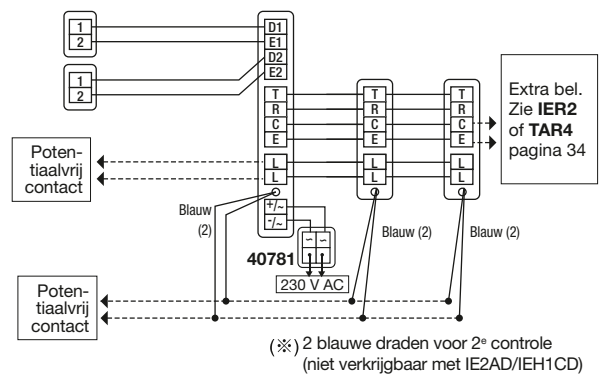 1
2
1
2
D1
E1
D2
E2
T
R
C
E
L
L
+/~
-/~
T
R
C
E
L
L
T
R
C
E
L
L
Extra bel.
Zie IER2
of TAR4
pagina 34
Poten-
tiaalvrij
contact
Blauw
(2)
Blauw (2)
Blauw (2)
~ ~
40781
230 V AC
Poten-
tiaalvrij
contact
(※) 2 blauwe draden voor 2ᵉ controle
(niet verkrijgbaar met IE2AD/IEH1CD)